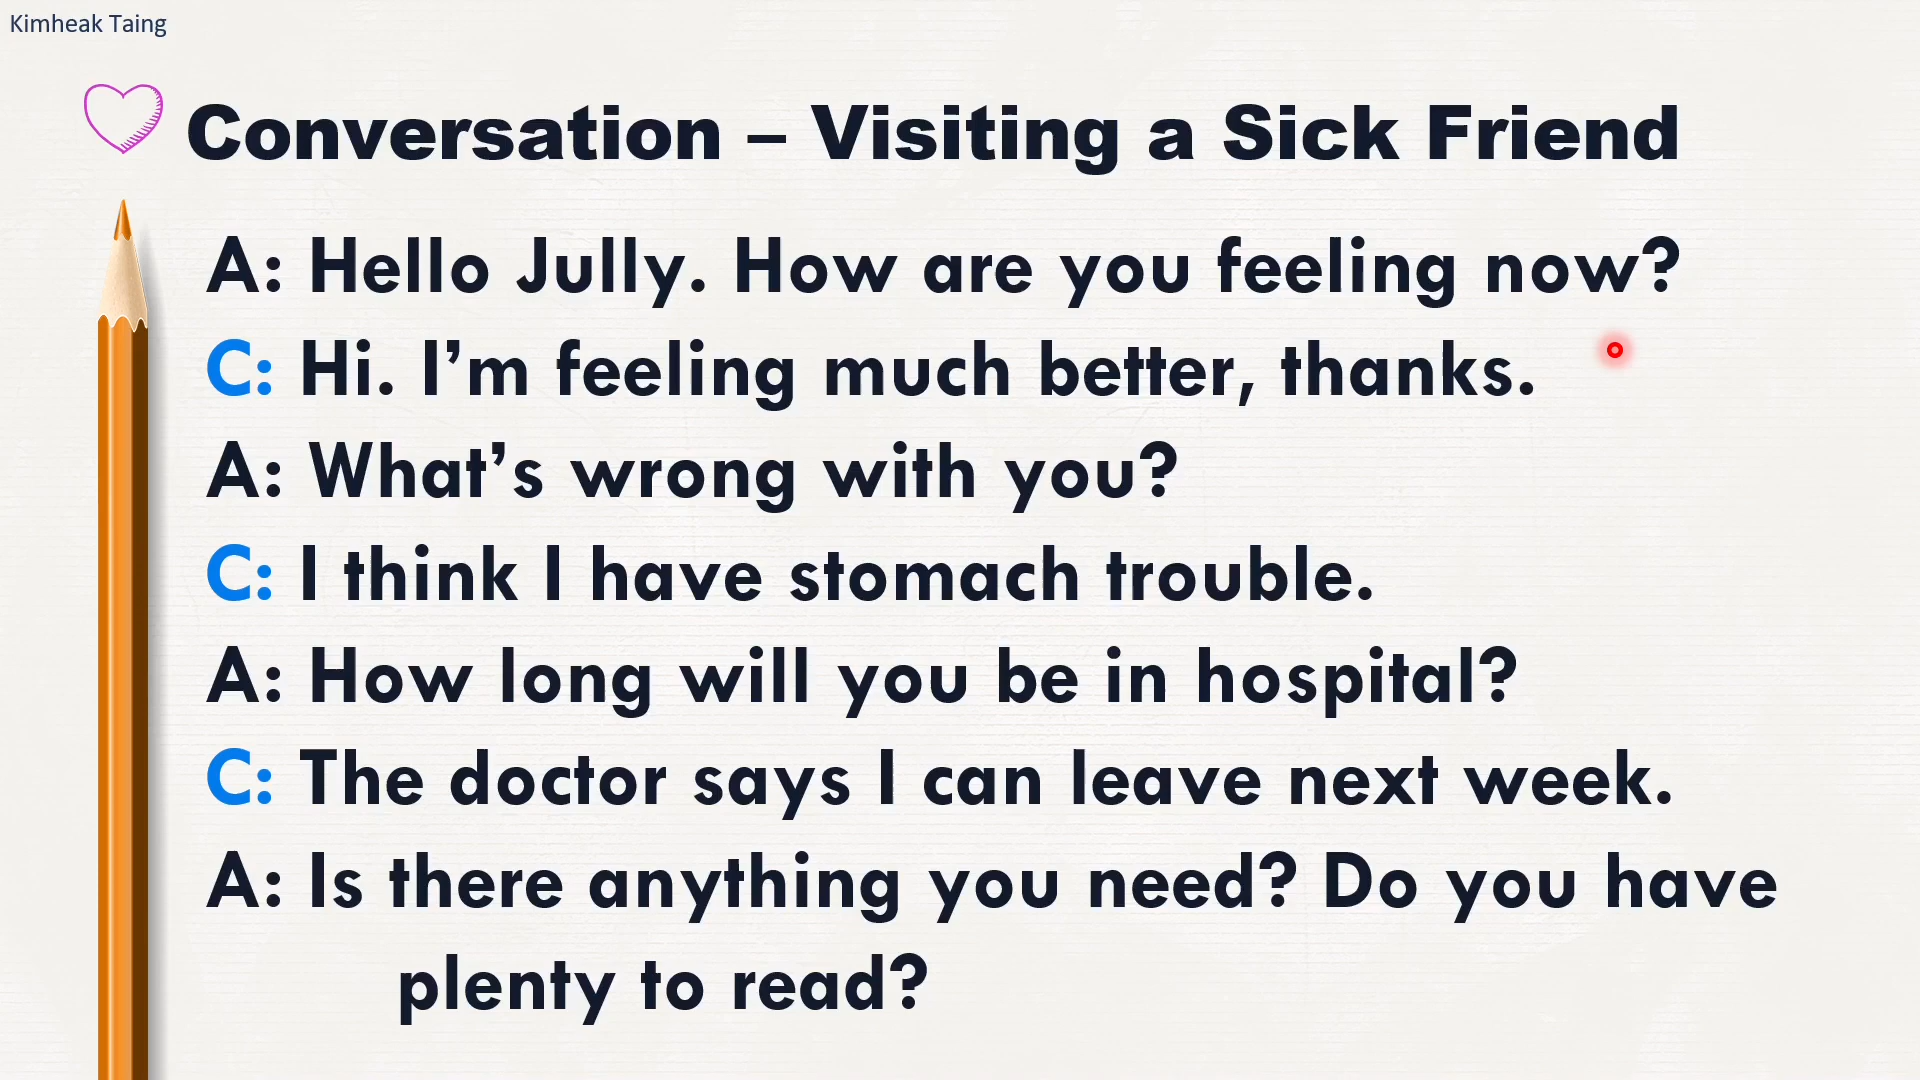 Kimheak Taing
Conversation – Visiting a Sick Friend
A: Hello Jully. How are you feeling now?
C: Hi. I’m feeling much better, thanks.
A: What’s wrong with you?
C: I think I have stomach trouble.
A: How long will you be in hospital?
C: The doctor says I can leave next week.
A: Is there anything you need? Do you have
plenty to read?